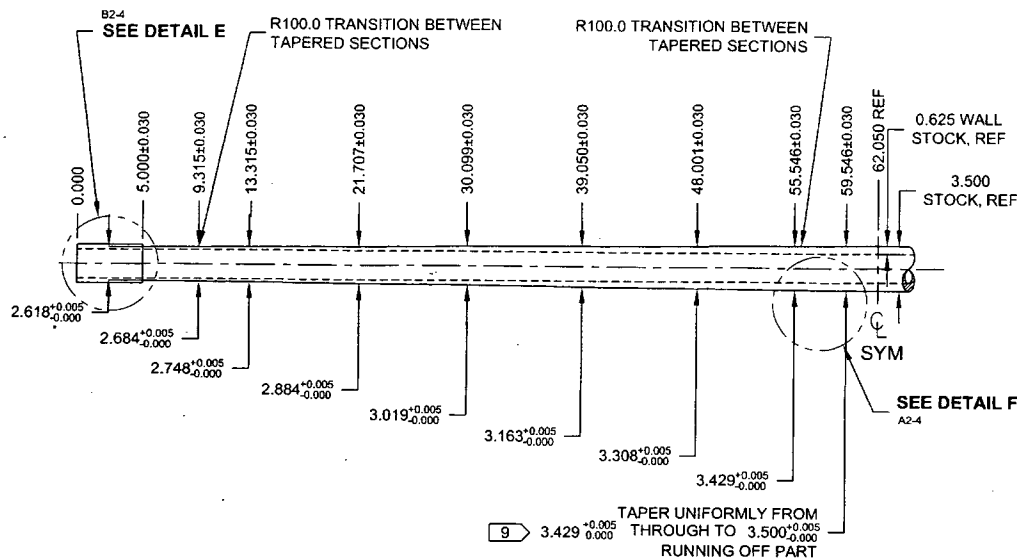 B2-4
SEE DETAIL E
R100.0 TRANSITION BETWEEN
TAPERED SECTIONS
R100.0 TRANSITION BETWEEN
TAPERED SECTIONS
0.000
5.000±0.030
9.315±0.030
13.315±0.030
21.707±0.030
30.099±0.030
39.050±0.030
48.001±0.030
55.546±0.030
59.546±0.030
62.050 REF
0.625 WALL
STOCK, REF
3.500
STOCK, REF
2.618+0.005
-0.000
2.684+0.005
-0.000
2.748+0.005
-0.000
2.884+0.005
-0.000
3.019+0.005
-0.000
3.163+0.005
-0.000
3.308+0.005
-0.000
3.429+0.005
-0.000
℄
SYM
SEE DETAIL F
A2-4
TAPER UNIFORMLY FROM
9 3.429 +0.005
0.000
THROUGH TO 3.500+0.005
-0.000
RUNNING OFF PART